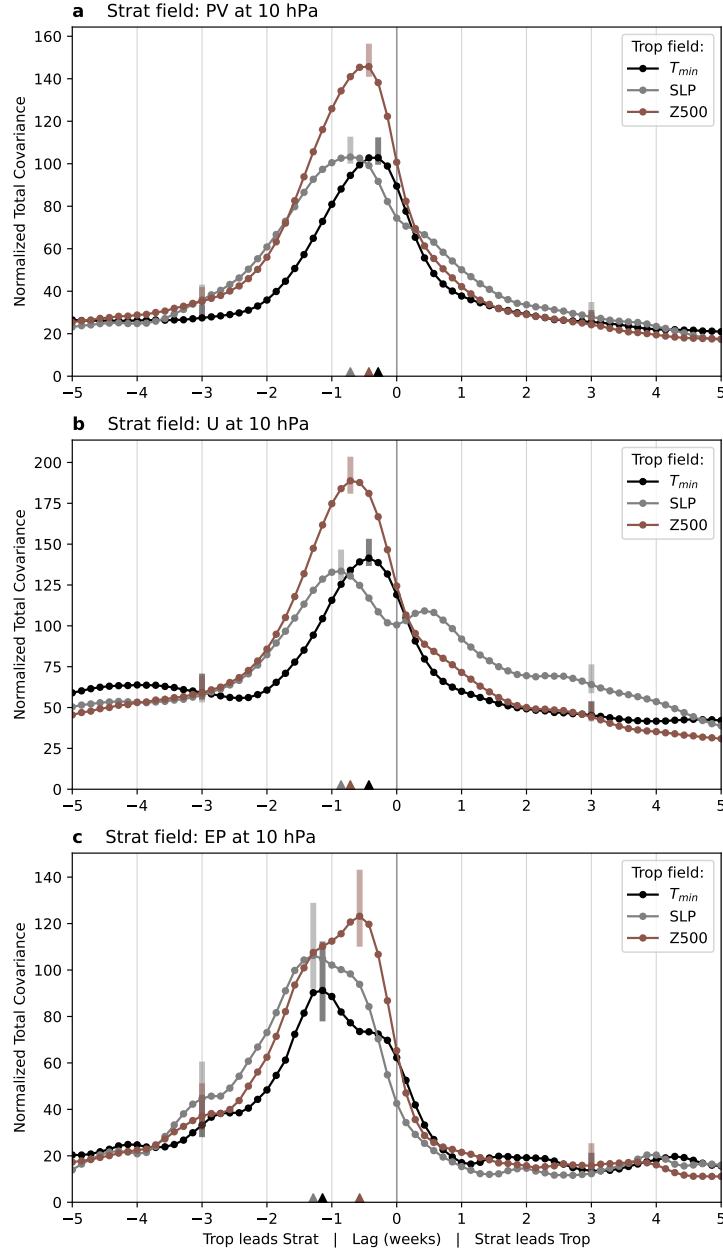 a Strat field: PV at 10 hPa
Normalized Total Covariance
160
140
120
100
80
60
40
20
0
Trop field:
Tmin
SLP
Z500
−5 −4 −3 −2 −1 0 1 2 3 4 5
b Strat field: U at 10 hPa
Normalized Total Covariance
200
175
150
125
100
75
50
25
0
Trop field:
Tmin
SLP
Z500
−5 −4 −3 −2 −1 0 1 2 3 4 5
c Strat field: EP at 10 hPa
Normalized Total Covariance
140
120
100
80
60
40
20
0
Trop field:
Tmin
SLP
Z500
−5 −4 −3 −2 −1 0 1 2 3 4 5
Trop leads Strat | Lag (weeks) | Strat leads Trop